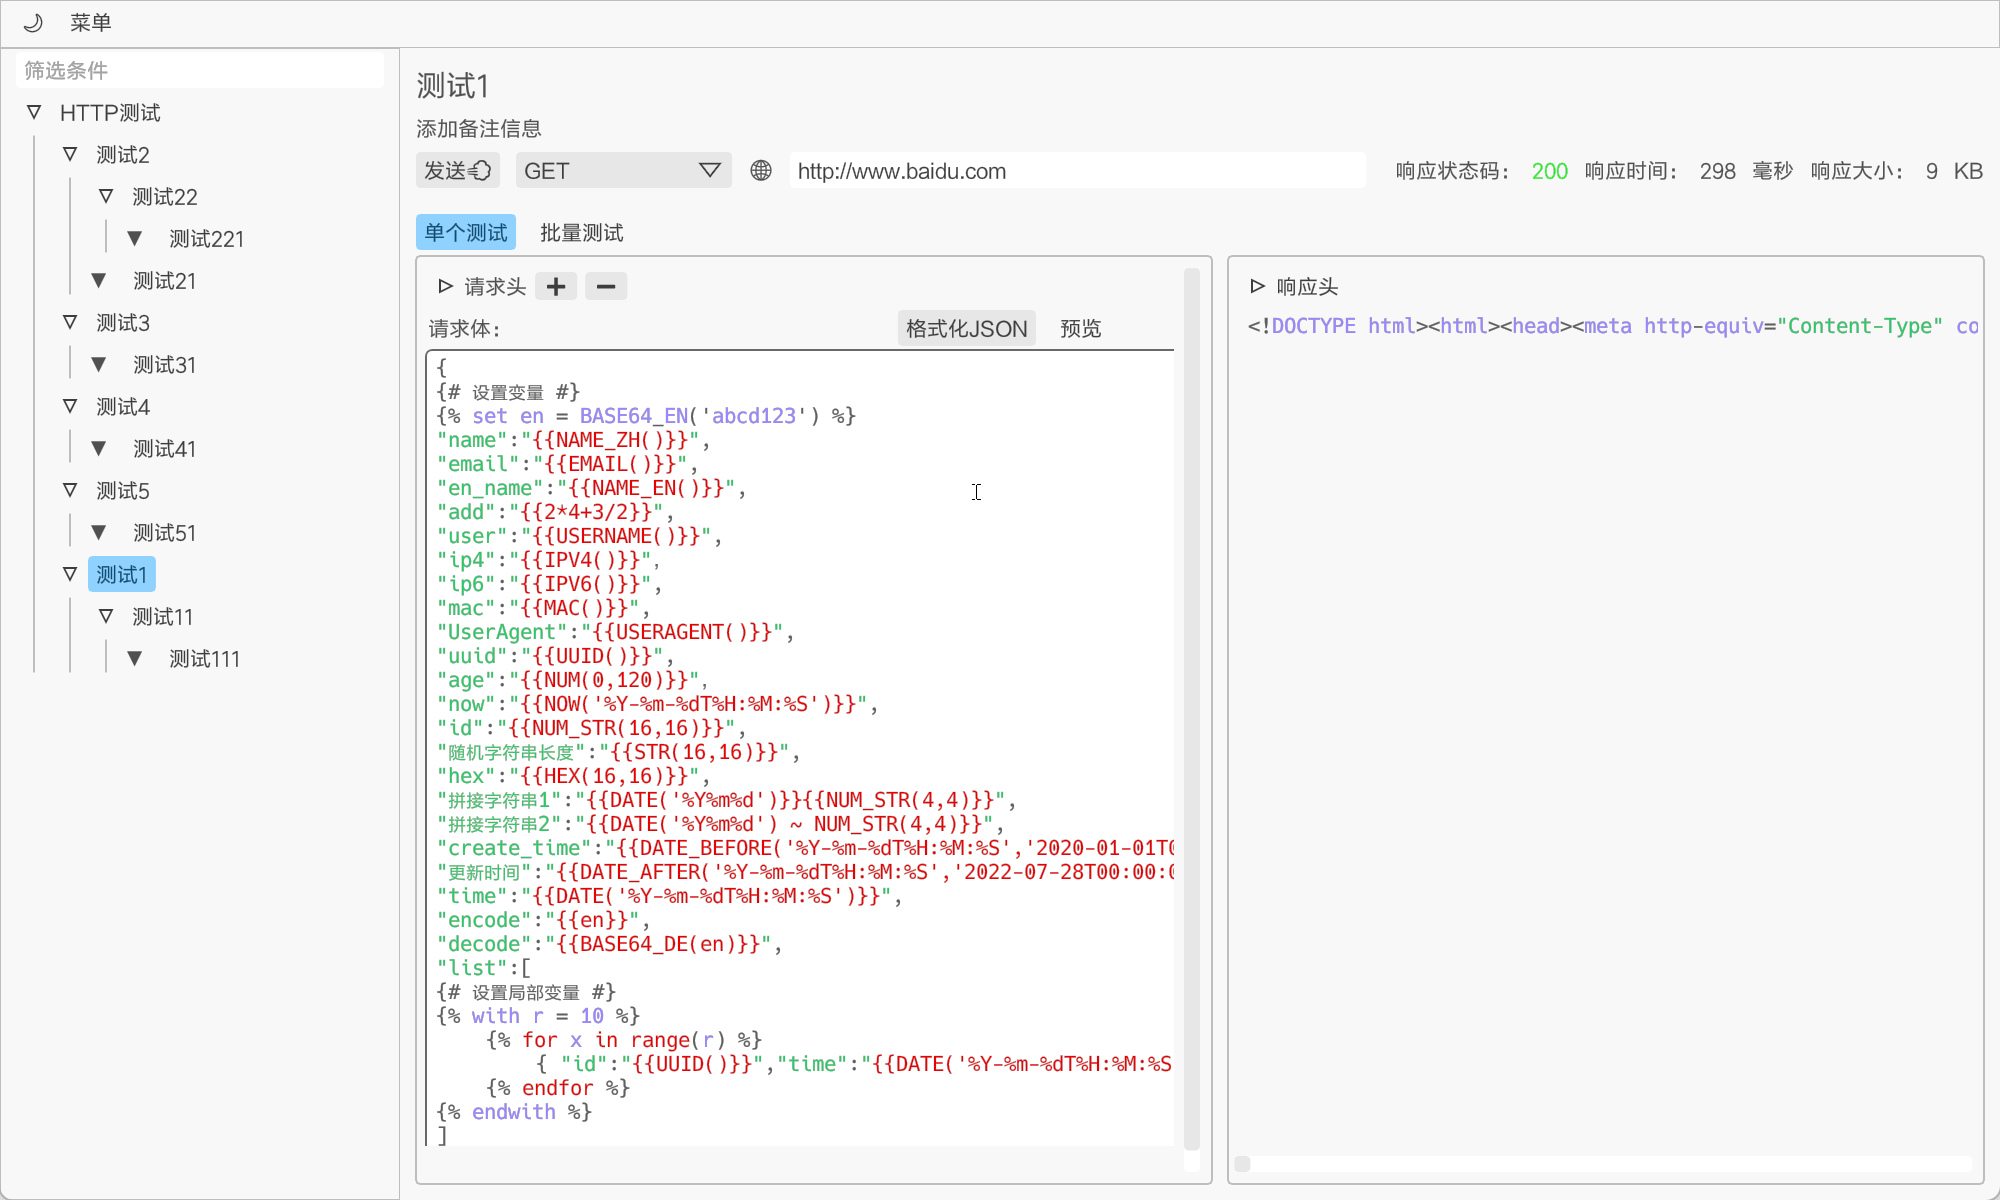 菜单
筛选条件
HTTP测试
测试2
测试22
测试221
测试21
测试3
测试31
测试4
测试41
测试5
测试51
测试1
测试11
测试111
测试1
添加备注信息
发送 GET http://www.baidu.com 响应状态码： 200 响应时间： 298 毫秒 响应大小： 9 KB
单个测试 批量测试
请求头
请求体：
格式化JSON 预览
{
{# 设置变量 #}
{% set en = BASE64_EN('abcd123') %}
"name":"{{NAME_ZH()}}",
"email":"{{EMAIL()}}",
"en_name":"{{NAME_EN()}}",
"add":"{{2*4+3/2}}",
"user":"{{USERNAME()}}",
"ip4":"{{IPV4()}}",
"ip6":"{{IPV6()}}",
"mac":"{{MAC()}}",
"UserAgent":"{{USERAGENT()}}",
"uuid":"{{UUID()}}",
"age":"{{NUM(0,120)}}",
"now":"{{NOW('%Y-%m-%dT%H:%M:%S')}}",
"id":"{{NUM_STR(16,16)}}",
"随机字符串长度":"{{STR(16,16)}}",
"hex":"{{HEX(16,16)}}",
"拼接字符串1":"{{DATE('%Y%m%d')}}{{NUM_STR(4,4)}}",
"拼接字符串2":"{{DATE('%Y%m%d') ~ NUM_STR(4,4)}}",
"create_time":"{{DATE_BEFORE('%Y-%m-%dT%H:%M:%S','2020-01-01T0
"更新时间":"{{DATE_AFTER('%Y-%m-%dT%H:%M:%S','2022-07-28T00:00:0
"time":"{{DATE('%Y-%m-%dT%H:%M:%S')}}",
"encode":"{{en}}",
"decode":"{{BASE64_DE(en)}}",
"list":[
{# 设置局部变量 #}
{% with r = 10 %}
{% for x in range(r) %}
{ "id":"{{UUID()}}","time":"{{DATE('%Y-%m-%dT%H:%M:%S
{% endfor %}
{% endwith %}
]
响应头
<!DOCTYPE html><html><head><meta http-equiv="Content-Type" co